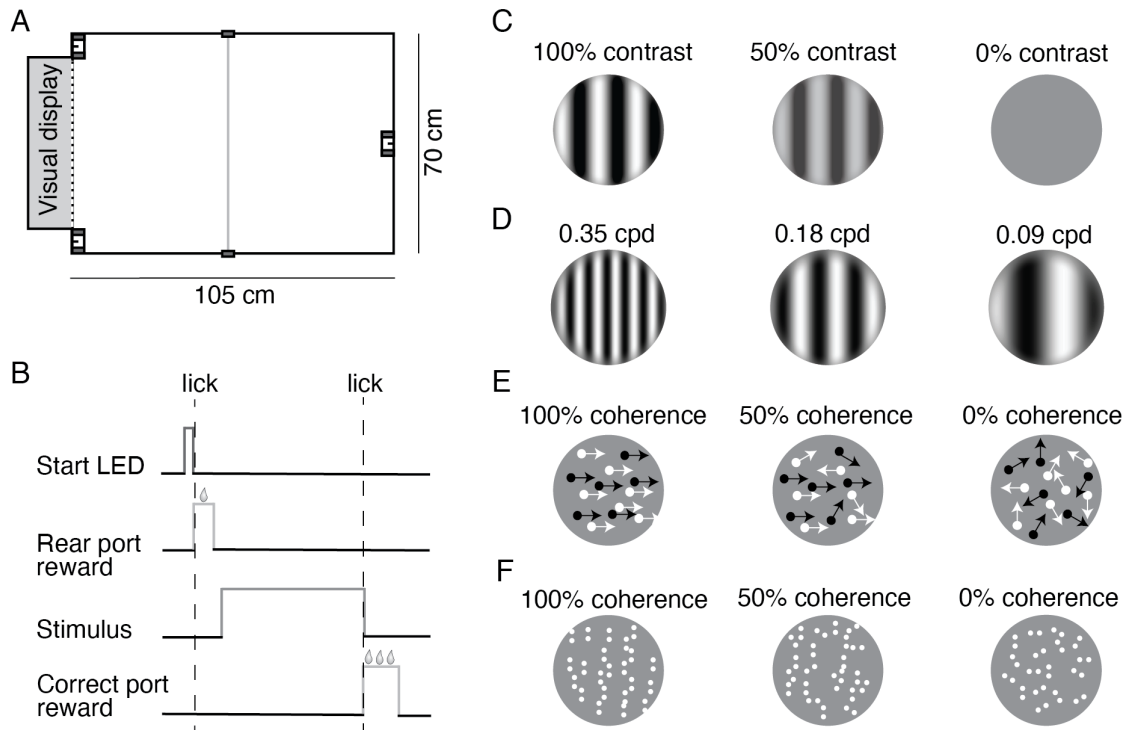 A
Visual display
70 cm
105 cm
B
lick
lick
Start LED
Rear port
reward
Stimulus
Correct port
reward
C
100% contrast
50% contrast
0% contrast
D
0.35 cpd
0.18 cpd
0.09 cpd
E
100% coherence
50% coherence
0% coherence
F
100% coherence
50% coherence
0% coherence